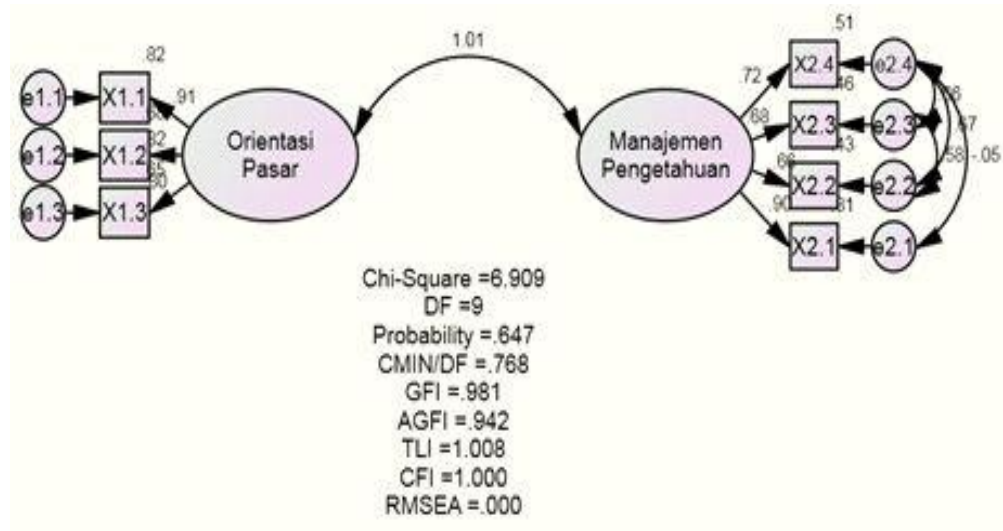 1.01
.82
.91
e1.1
X1.1
e1.2
X1.2
.82
e1.3
X1.3
Orientasi
Pasar
Manajemen
Pengetahuan
.51
.72
X2.4
e2.4
.46
.68
X2.3
e2.3
.43
X2.2
e2.2
.58
-.05
.90
.81
X2.1
e2.1
Chi-Square =6.909
DF =9
Probability =.647
CMIN/DF =.768
GFI =.981
AGFI =.942
TLI =1.008
CFI =1.000
RMSEA =.000